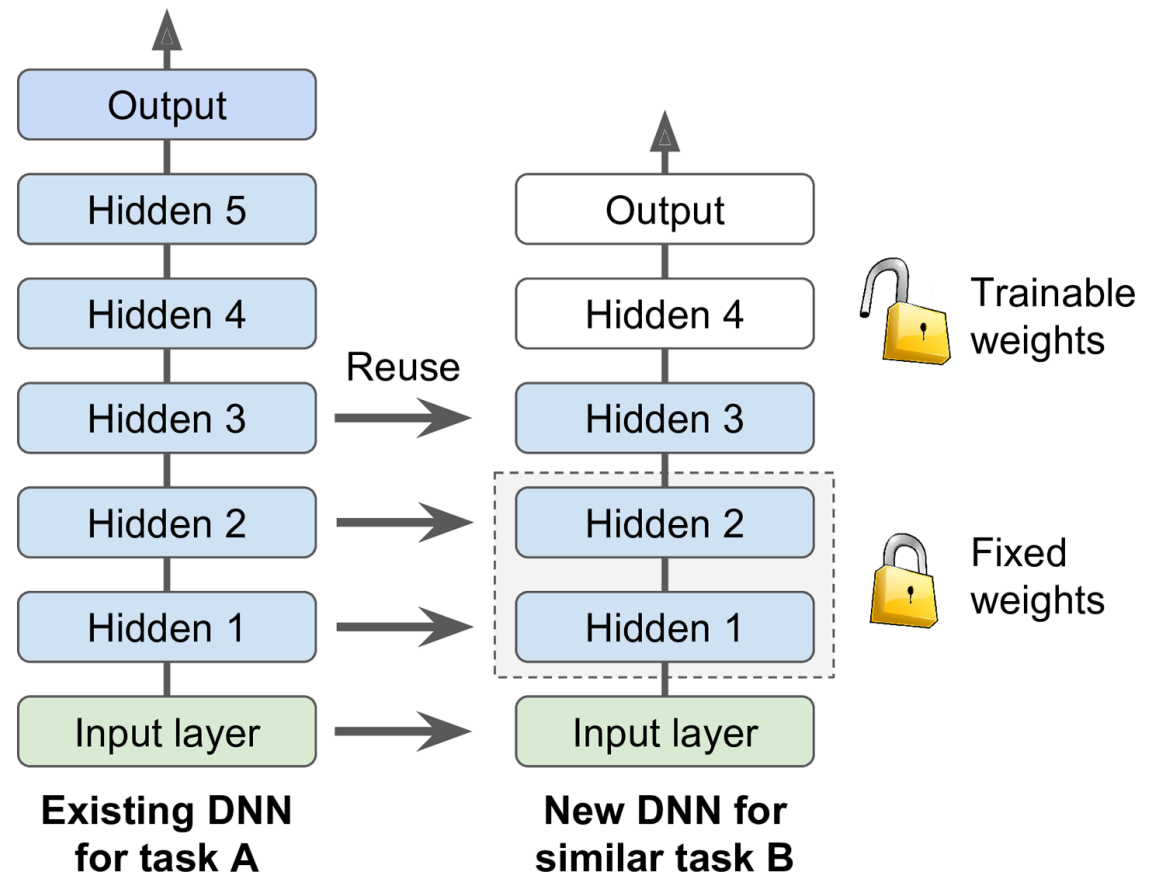 Output
Hidden 5
Hidden 4
Hidden 3
Hidden 2
Hidden 1
Input layer
Existing DNN
for task A
Reuse
Output
Hidden 4
Hidden 3
Hidden 2
Hidden 1
Input layer
New DNN for
similar task B
Trainable
weights
Fixed
weights